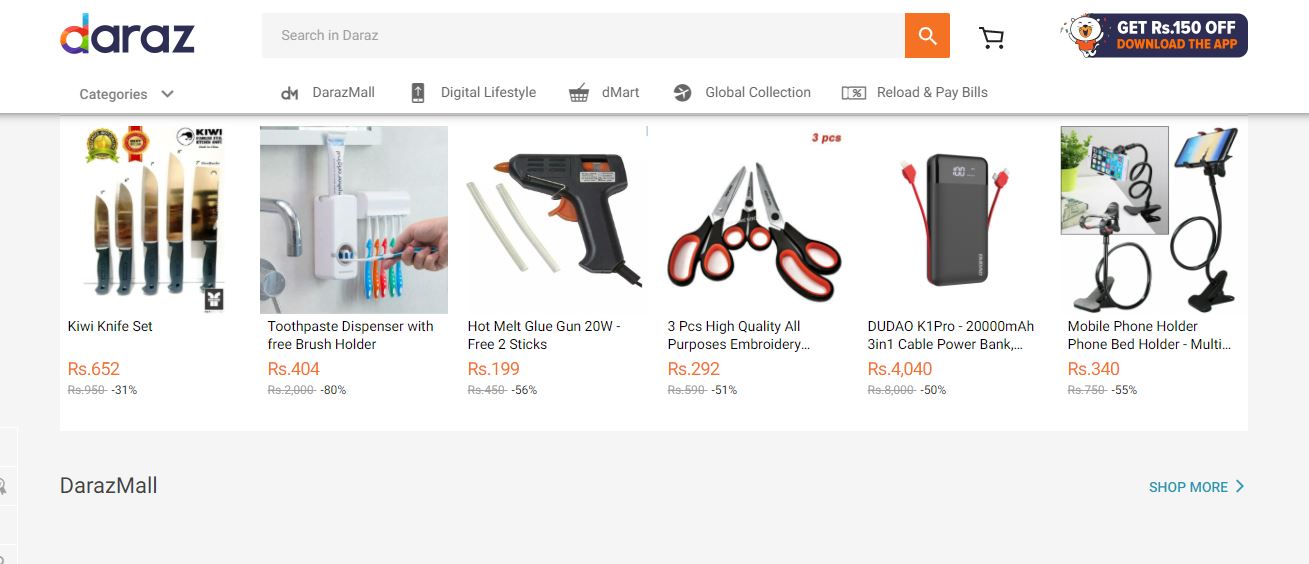 daraz
Search in Daraz
GET Rs.150 OFF
DOWNLOAD THE APP
Categories
DarazMall
Digital Lifestyle
dMart
Global Collection
Reload & Pay Bills
KIWI
3 pcs
Kiwi Knife Set
Rs.652
Rs.950 -31%
Toothpaste Dispenser with
free Brush Holder
Rs.404
Rs.2,000 -80%
Hot Melt Glue Gun 20W -
Free 2 Sticks
Rs.199
Rs.450 -56%
3 Pcs High Quality All
Purposes Embroidery...
Rs.292
Rs.590 -51%
100
DUDAO
DUDAO K1Pro - 20000mAh
3in1 Cable Power Bank,...
Rs.4,040
Rs.8,000 -50%
Mobile Phone Holder
Phone Bed Holder - Multi...
Rs.340
Rs.750 -55%
DarazMall
SHOP MORE